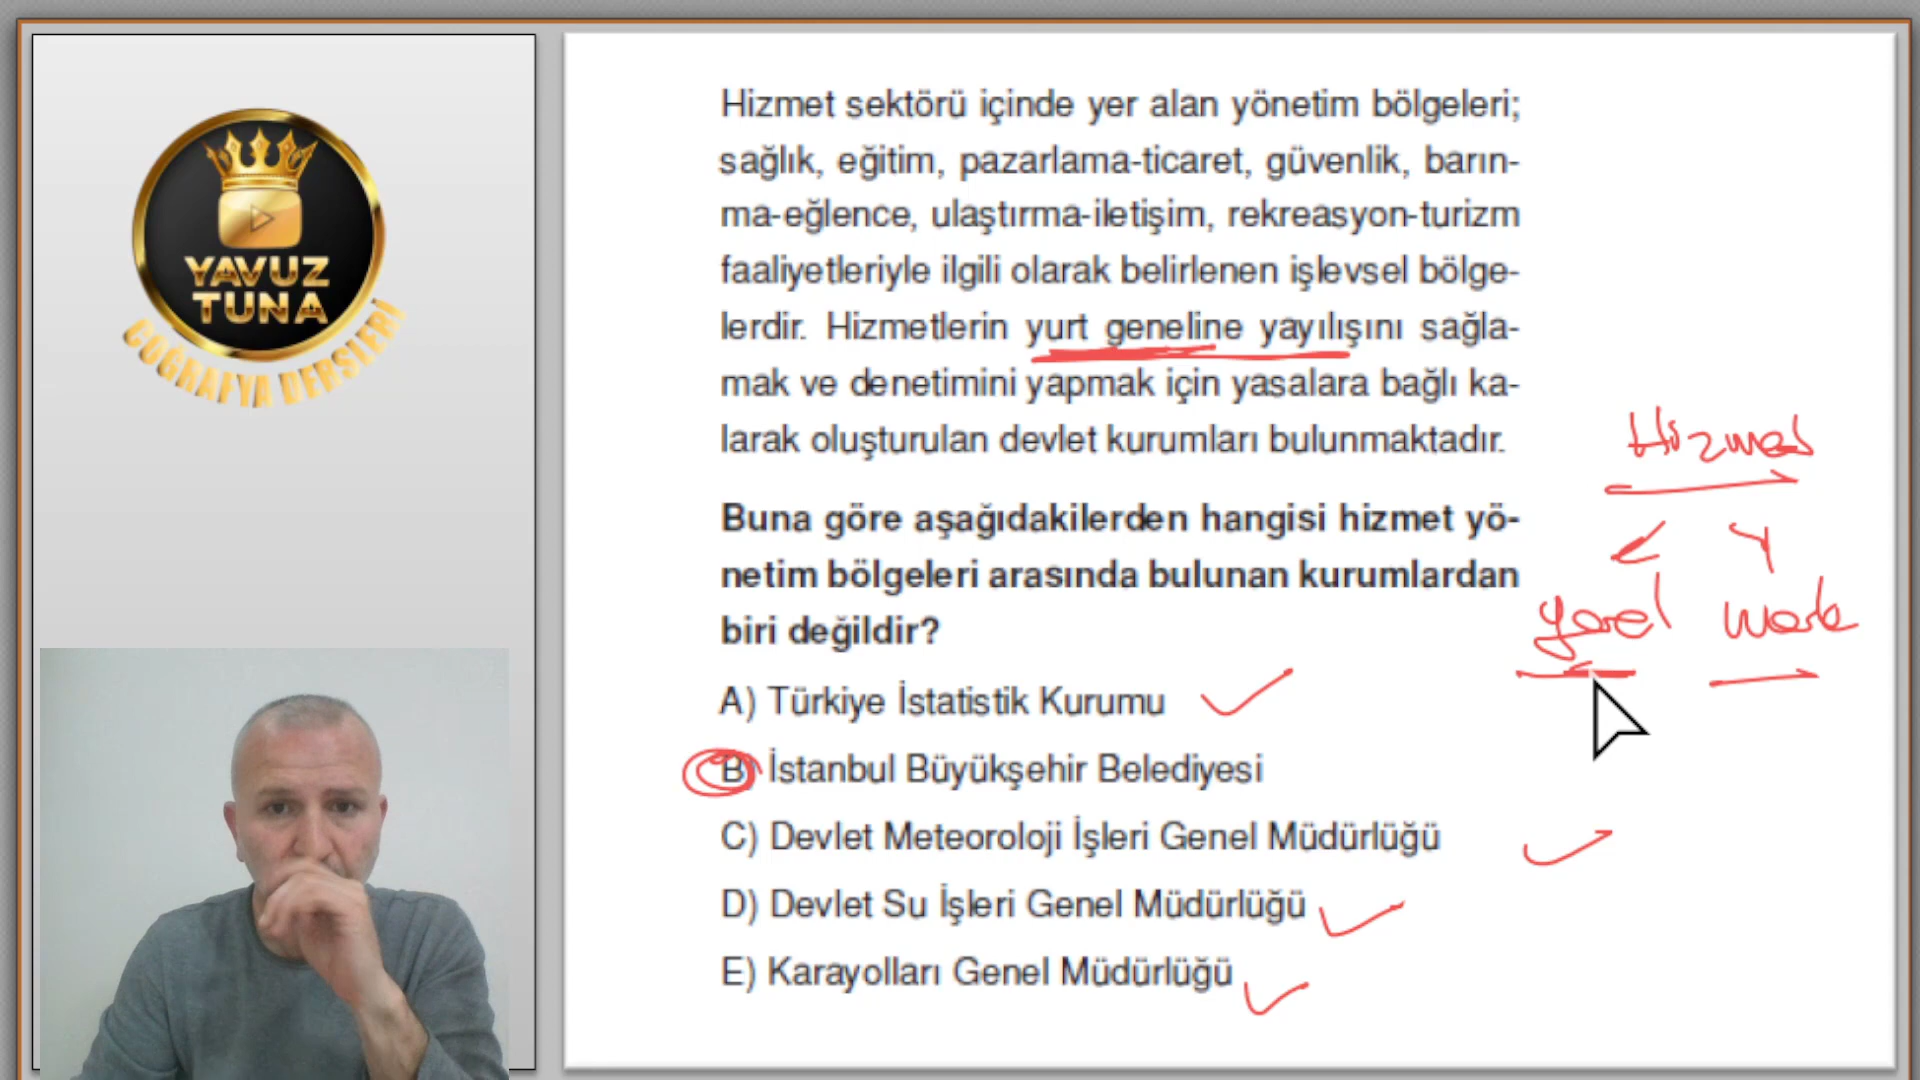 YAVUZ
TUNA
COĞRAFYA DERSLERİ
Hizmet sektörü içinde yer alan yönetim bölgeleri;
sağlık, eğitim, pazarlama-ticaret, güvenlik, barın-
ma-eğlence, ulaştırma-iletişim, rekreasyon-turizm
faaliyetleriyle ilgili olarak belirlenen işlevsel bölge-
lerdir. Hizmetlerin yurt geneline yayılışını sağla-
mak ve denetimini yapmak için yasalara bağlı ka-
larak oluşturulan devlet kurumları bulunmaktadır.
Buna göre aşağıdakilerden hangisi hizmet yö-
netim bölgeleri arasında bulunan kurumlardan
biri değildir?
A) Türkiye İstatistik Kurumu
B) İstanbul Büyükşehir Belediyesi
C) Devlet Meteoroloji İşleri Genel Müdürlüğü
D) Devlet Su İşleri Genel Müdürlüğü
E) Karayolları Genel Müdürlüğü
Hizmet
yerel